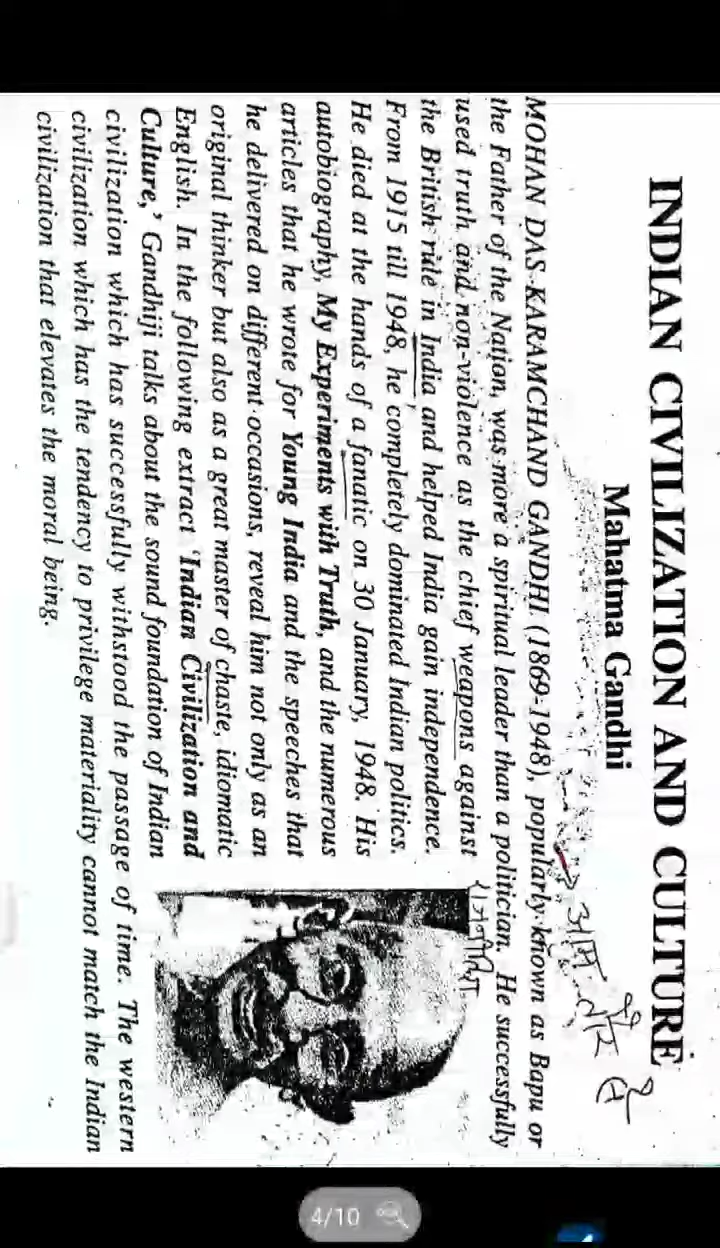 INDIAN CIVILIZATION AND CULTURE
Mahatma Gandhi
आम तौर से
MOHAN DAS KARAMCHAND GANDHI (1869-1948), popularly known as Bapu or
the Father of the Nation, was more a spiritual leader than a politician. He successfully
राजनीतिज्ञ
used truth and non-violence as the chief weapons against
the British rule in India and helped India gain independence.
From 1915 till 1948, he completely dominated Indian politics.
He died at the hands of a fanatic on 30 January, 1948. His
autobiography, My Experiments with Truth, and the numerous
articles that he wrote for Young India and the speeches that
he delivered on different occasions, reveal him not only as an
original thinker but also as a great master of chaste, idiomatic
English. In the following extract 'Indian Civilization and
Culture,' Gandhiji talks about the sound foundation of Indian
civilization which has successfully withstood the passage of time. The western
civilization which has the tendency to privilege materiality cannot match the Indian
civilization that elevates the moral being.
4/10